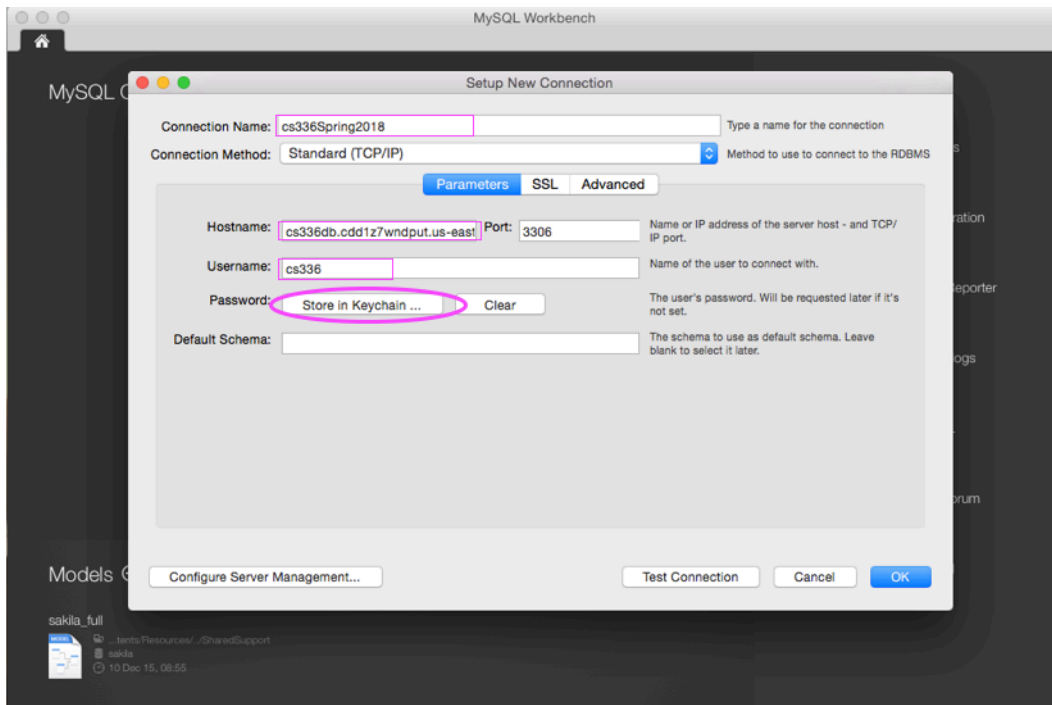 MySQL Workbench
MySQL C
Setup New Connection
Connection Name: cs336Spring2018 Type a name for the connection
Connection Method: Standard (TCP/IP) Method to use to connect to the RDBMS
s
Parameters SSL Advanced
Hostname: cs336db.cdd1z7wndput.us-east Port: 3306 Name or IP address of the server host - and TCP/
IP port.
ration
Username: cs336 Name of the user to connect with.
Password: Store in Keychain ... Clear The user's password. Will be requested later if it's
not set.
eporter
Default Schema: The schema to use as default schema. Leave
blank to select it later.
ogs
orum
Models
Configure Server Management... Test Connection Cancel OK
sakila_full
MODEL
...tents/Resources/../SharedSupport
sakila
10 Dec 15, 08:55